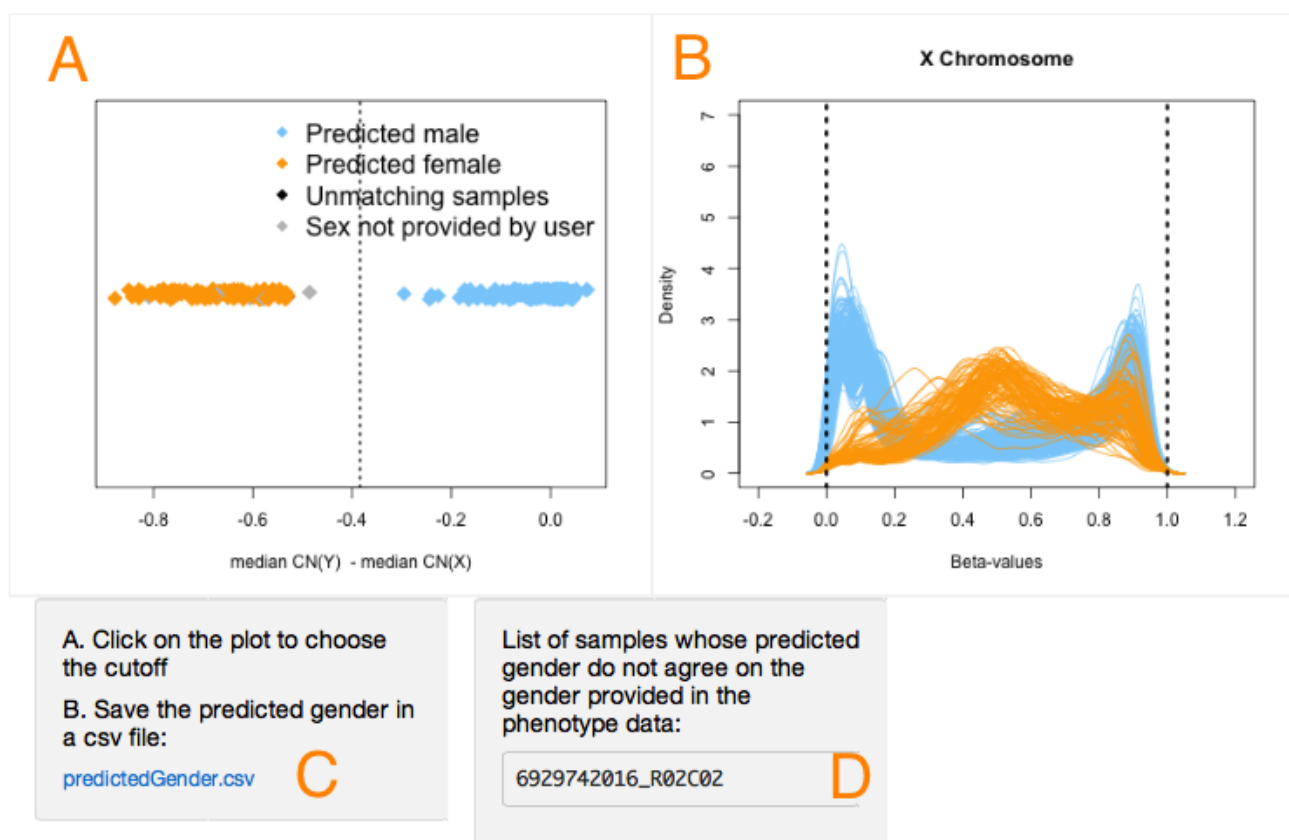 A
Predicted male
Predicted female
Unmatching samples
Sex not provided by user
-0.8 -0.6 -0.4 -0.2 0.0
median CN(Y) - median CN(X)
B
X Chromosome
7
6
5
4
3
2
1
0
Density
-0.2 0.0 0.2 0.4 0.6 0.8 1.0 1.2
Beta-values
A. Click on the plot to choose
the cutoff
B. Save the predicted gender in
a csv file:
predictedGender.csv
C
List of samples whose predicted
gender do not agree on the
gender provided in the
phenotype data:
6929742016_R02C02
D